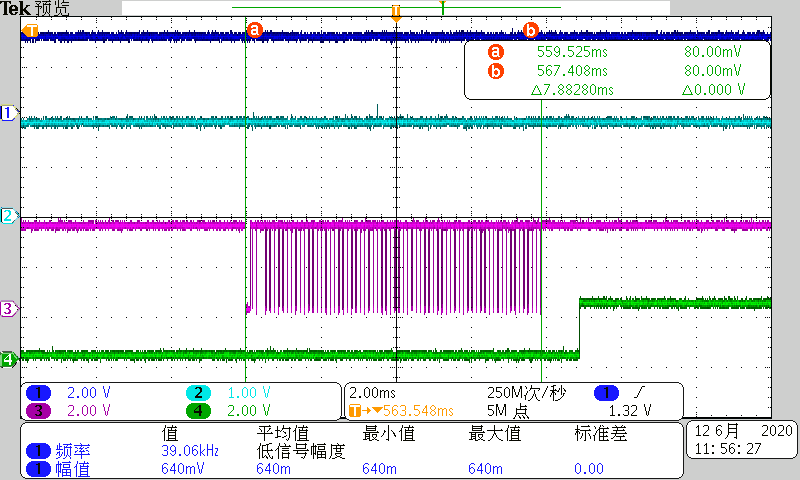 Tek 预览
T
a
T
b
a 559.525ms 80.00mV
b 567.408ms 80.00mV
△7.88280ms △0.000 V
1
2
3
4
1 2.00 V 2 1.00 V
3 2.00 V 4 2.00 V
2.00ms 250M次/秒 1 1.32 V
T→▼563.548ms 5M 点
值 平均值 最小值 最大值 标准差
1 频率 39.06kHz 低信号幅度
1 幅值 640mV 640m 640m 640m 0.00
12 6月 2020
11:56:27